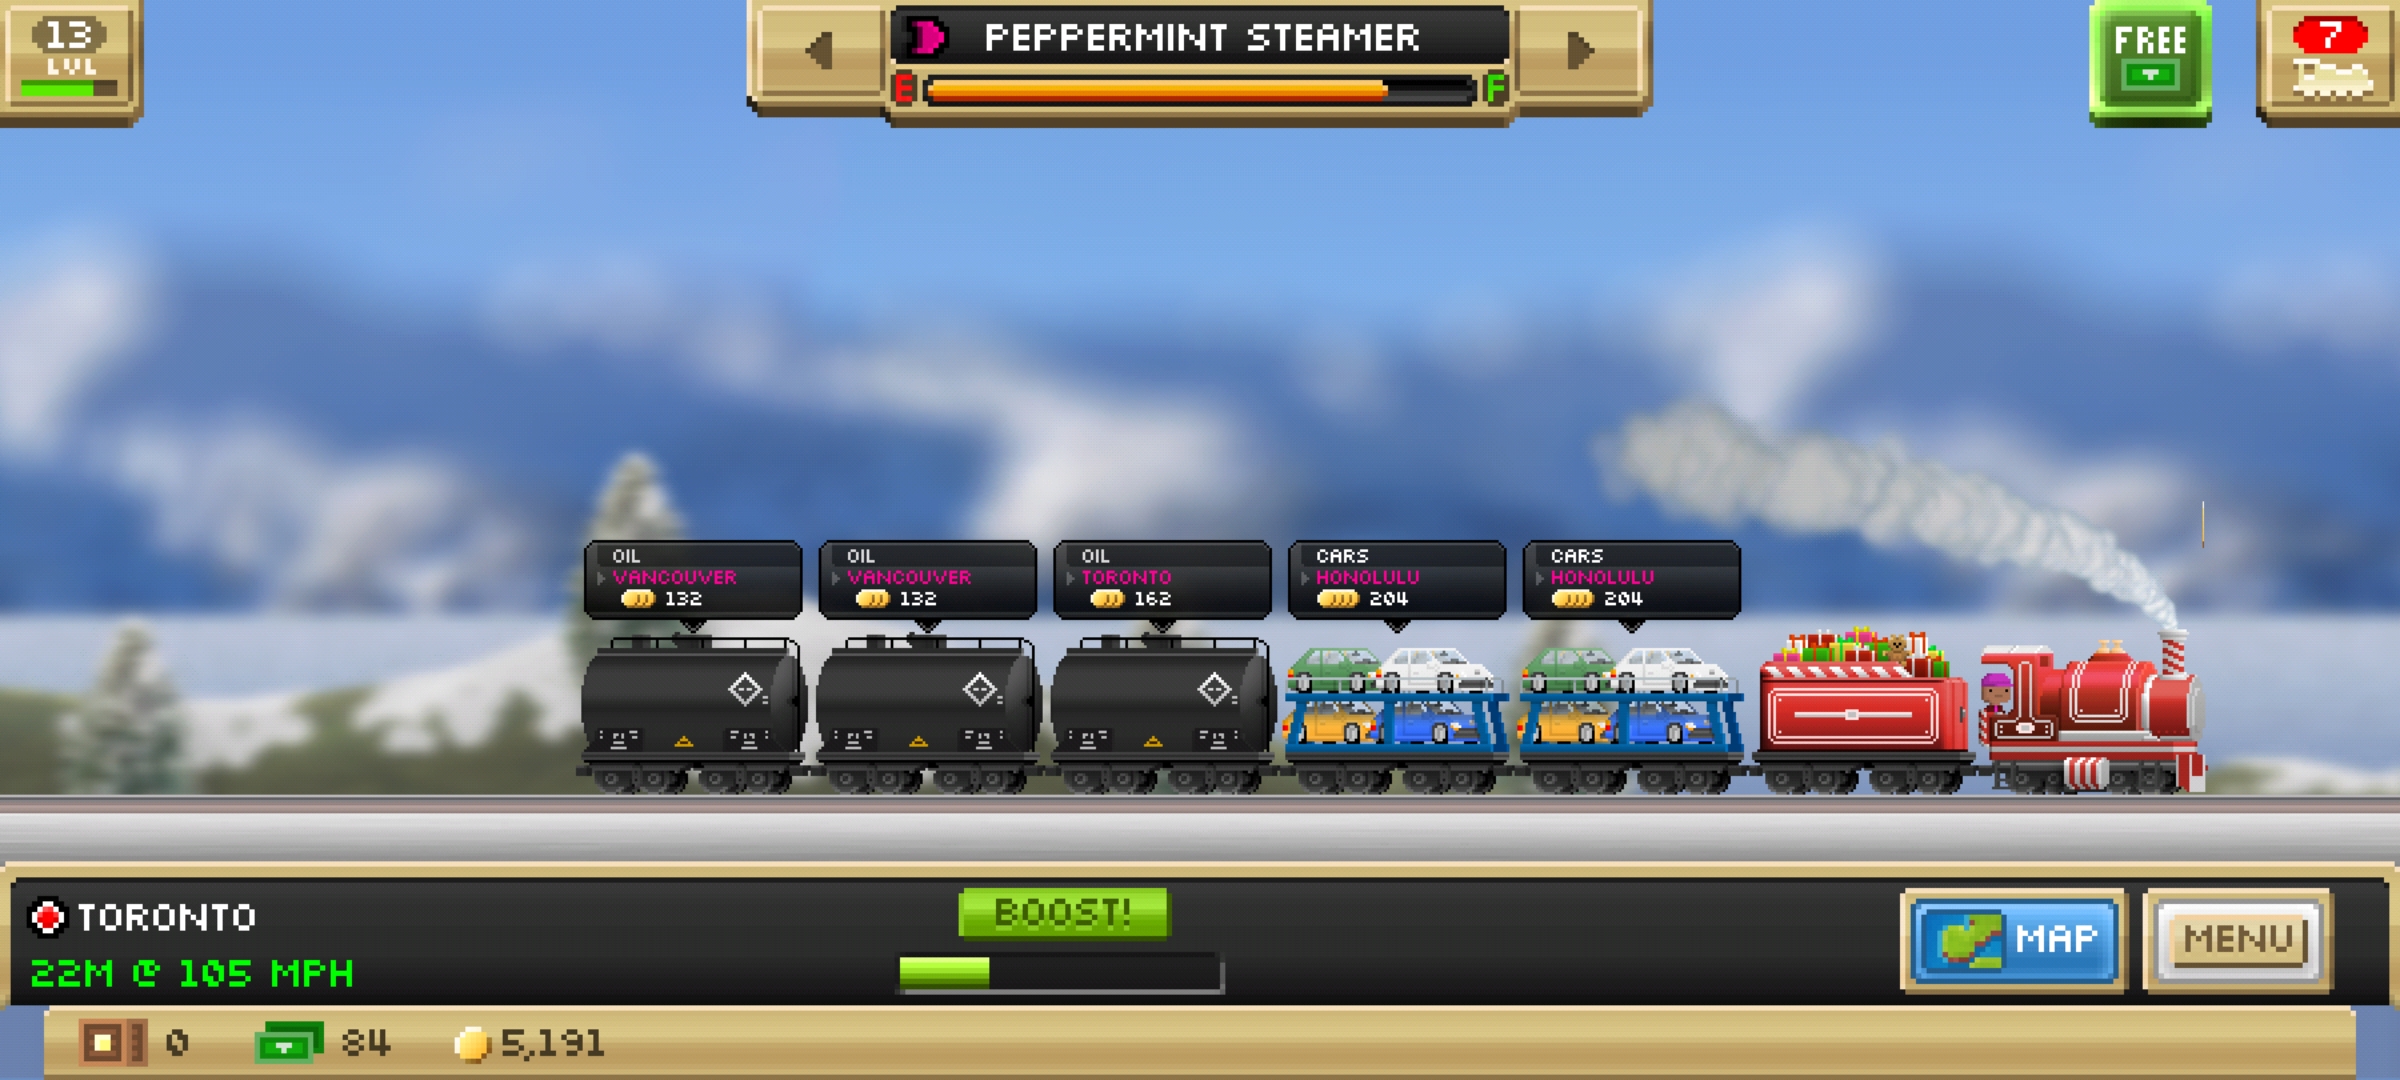 13
LVL
PEPPERMINT STEAMER
E F
FREE
7
OIL
VANCOUVER
132
OIL
VANCOUVER
132
OIL
TORONTO
162
CARS
HONOLULU
204
CARS
HONOLULU
204
TORONTO
22M @ 105 MPH
BOOST!
MAP
MENU
0
84
5,191